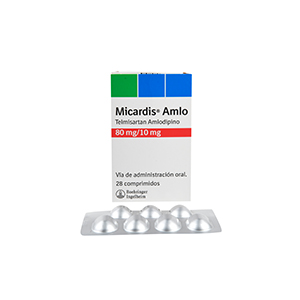 Micardis® Amlo
Telmisartan Amlodipino
80 mg/10 mg
Vía de administración oral.
28 comprimidos
Boehringer
Ingelheim